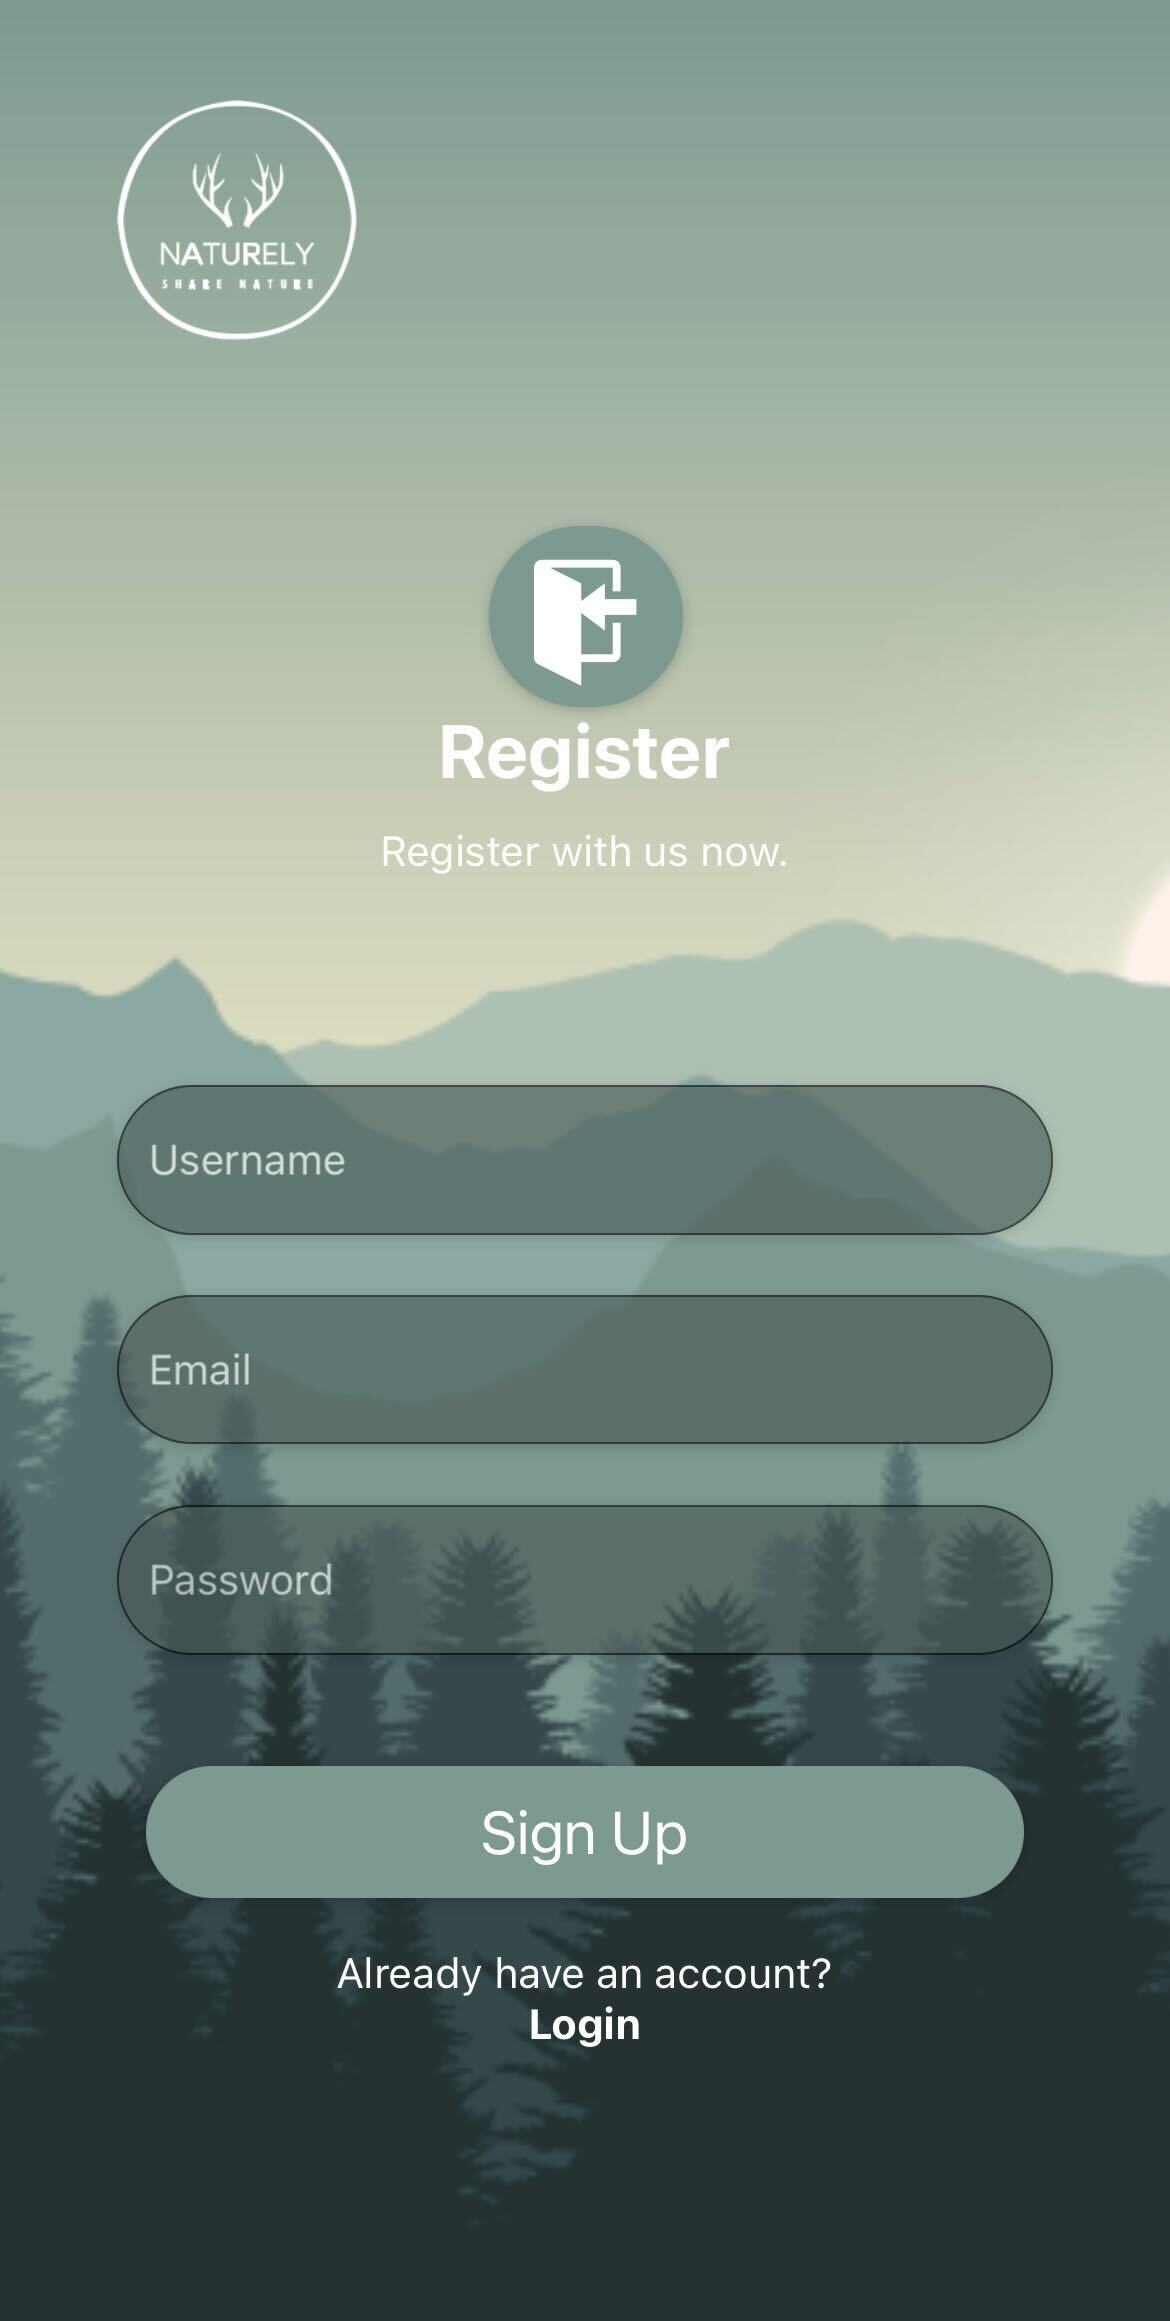 NATURELY
SHARE NATURE
Register
Register with us now.
Username
Email
Password
Sign Up
Already have an account?
Login